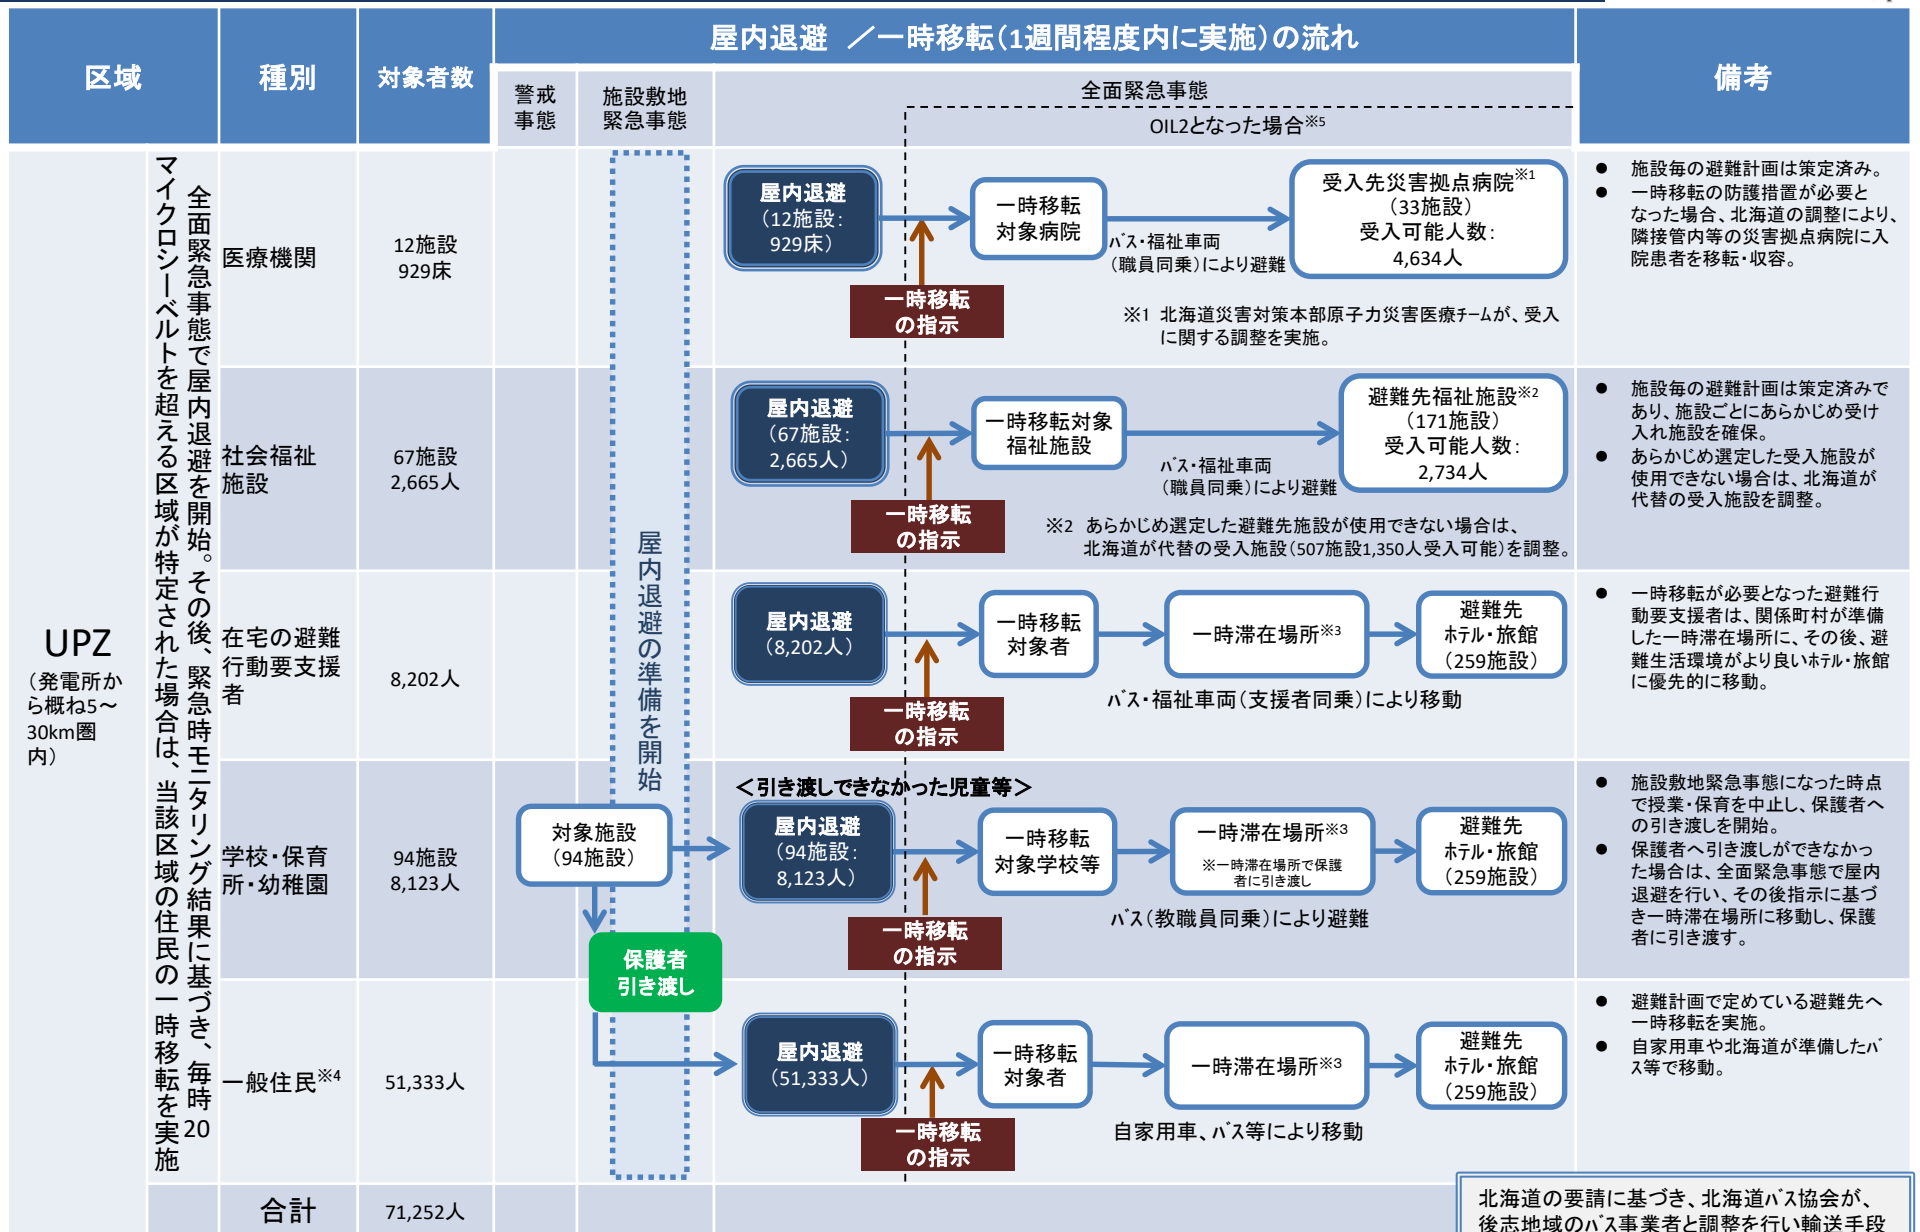 区域
種別
対象者数
屋内退避　／一時移転（1週間程度内に実施）の流れ
備考
警戒
事態
施設敷地
緊急事態
全面緊急事態
OIL2となった場合※5
UPZ
（発電所か
ら概ね5～
30km圏
内）
全面緊急事態で屋内退避を開始。その後、緊急時モニタリング結果に基づき、毎時20
マイクロシーベルトを超える区域が特定された場合は、当該区域の住民の一時移転を実施
屋内退避の準備を開始
医療機関
12施設
929床
屋内退避
（12施設：
929床）
一時移転
の指示
一時移転
対象病院
バス・福祉車両
（職員同乗）により避難
受入先災害拠点病院※1
（33施設）
受入可能人数：
4,634人
※1 北海道災害対策本部原子力災害医療チームが、受入
に関する調整を実施。
● 施設毎の避難計画は策定済み。
● 一時移転の防護措置が必要と
なった場合、北海道の調整により、
隣接管内等の災害拠点病院に入
院患者を移転・収容。
社会福祉
施設
67施設
2,665人
屋内退避
（67施設：
2,665人）
一時移転
の指示
一時移転対象
福祉施設
バス・福祉車両
（職員同乗）により避難
避難先福祉施設※2
（171施設）
受入可能人数：
2,734人
※2 あらかじめ選定した避難先施設が使用できない場合は、
北海道が代替の受入施設（507施設1,350人受入可能）を調整。
● 施設毎の避難計画は策定済みで
あり、施設ごとにあらかじめ受け
入れ施設を確保。
● あらかじめ選定した受入施設が
使用できない場合は、北海道が
代替の受入施設を調整。
在宅の避難
行動要支援
者
8,202人
屋内退避
（8,202人）
一時移転
の指示
一時移転
対象者
一時滞在場所※3
避難先
ホテル・旅館
（259施設）
バス・福祉車両（支援者同乗）により移動
● 一時移転が必要となった避難行
動要支援者は、関係町村が準備
した一時滞在場所に、その後、避
難生活環境がより良いホテル・旅館
に優先的に移動。
学校・保育
所・幼稚園
94施設
8,123人
対象施設
（94施設）
保護者
引き渡し
＜引き渡しできなかった児童等＞
屋内退避
（94施設：
8,123人）
一時移転
の指示
一時移転
対象学校等
一時滞在場所※3
※一時滞在場所で保護
者に引き渡し
避難先
ホテル・旅館
（259施設）
バス（教職員同乗）により避難
● 施設敷地緊急事態になった時点
で授業・保育を中止し、保護者へ
の引き渡しを開始。
● 保護者へ引き渡しができなかっ
た場合は、全面緊急事態で屋内
退避を行い、その後指示に基づ
き一時滞在場所に移動し、保護
者に引き渡す。
一般住民※4
51,333人
屋内退避
（51,333人）
一時移転
の指示
一時移転
対象者
一時滞在場所※3
避難先
ホテル・旅館
（259施設）
自家用車、バス等により移動
● 避難計画で定めている避難先へ
一時移転を実施。
● 自家用車や北海道が準備したバ
ス等で移動。
合計
71,252人
北海道の要請に基づき、北海道バス協会が、
後志地域のバス事業者と調整を行い輸送手段